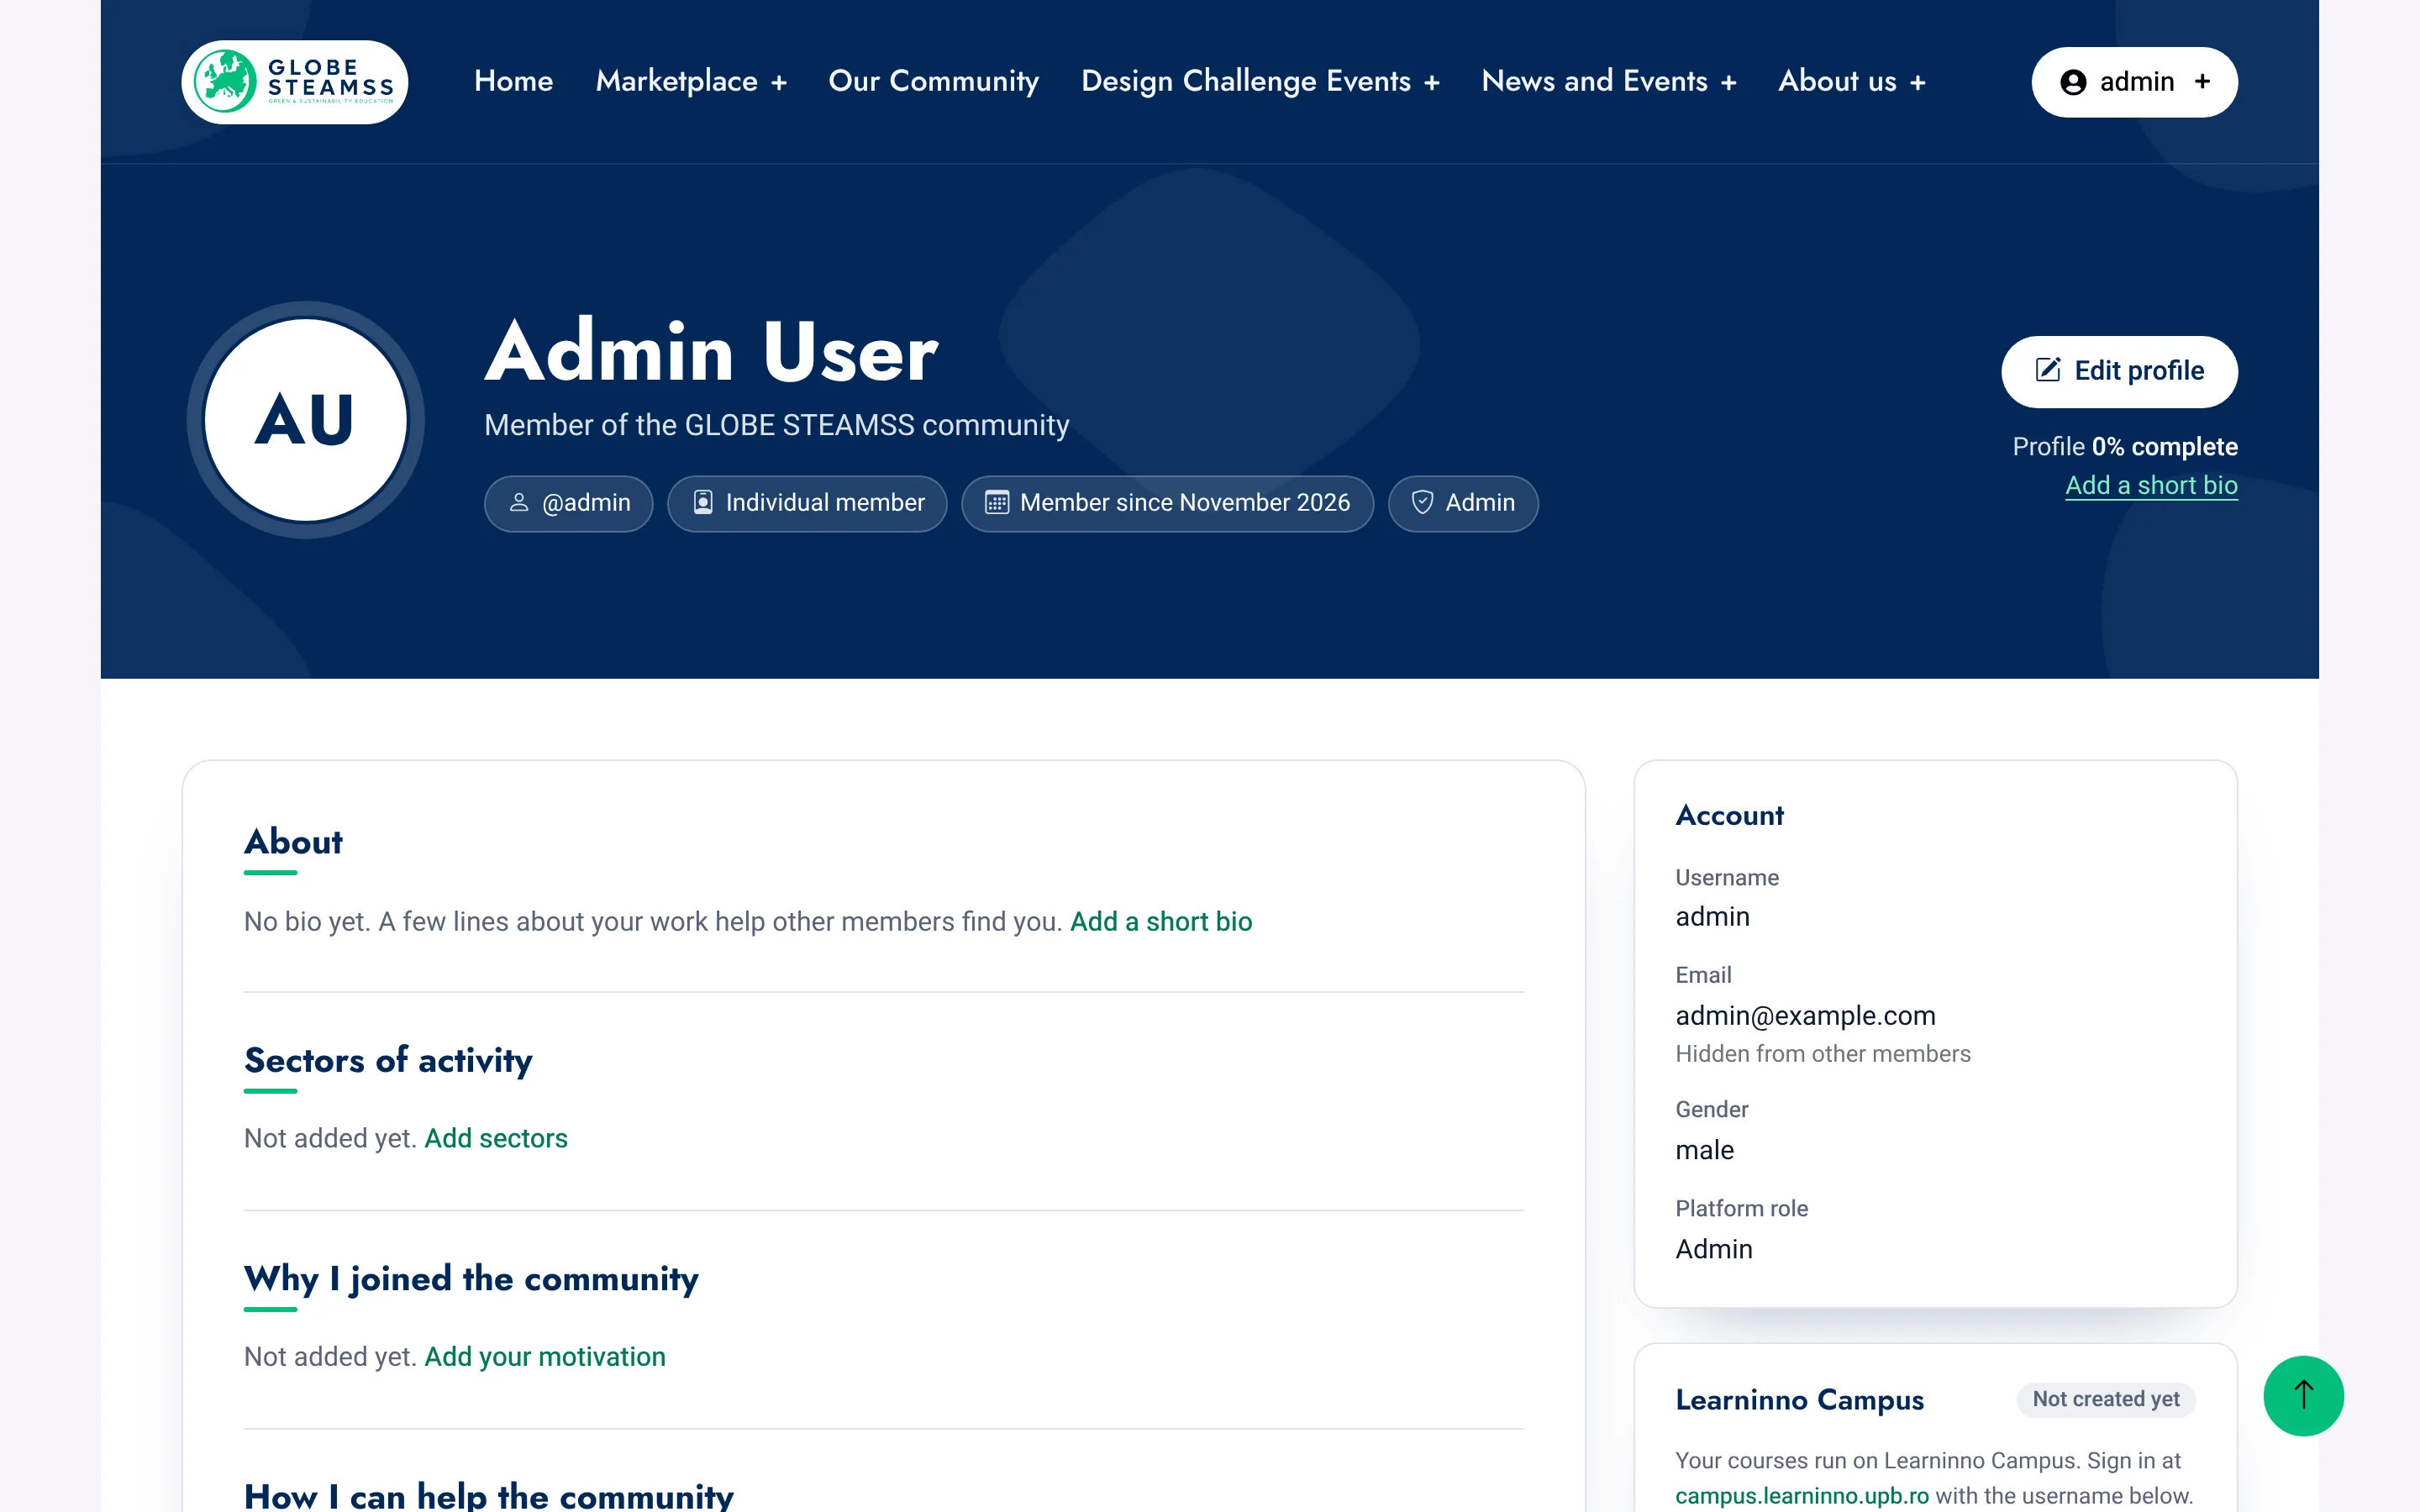 GLOBE
STEAMSS
GREEN & SUSTAINABILITY EDUCATION
Home
Marketplace +
Our Community
Design Challenge Events +
News and Events +
About us +
admin +
AU
Admin User
Member of the GLOBE STEAMSS community
@admin
Individual member
Member since November 2026
Admin
Edit profile
Profile 0% complete
Add a short bio
About
No bio yet. A few lines about your work help other members find you. Add a short bio
Sectors of activity
Not added yet. Add sectors
Why I joined the community
Not added yet. Add your motivation
How I can help the community
Account
Username
admin
Email
admin@example.com
Hidden from other members
Gender
male
Platform role
Admin
Learninno Campus
Not created yet
Your courses run on Learninno Campus. Sign in at
campus.learninno.upb.ro with the username below.